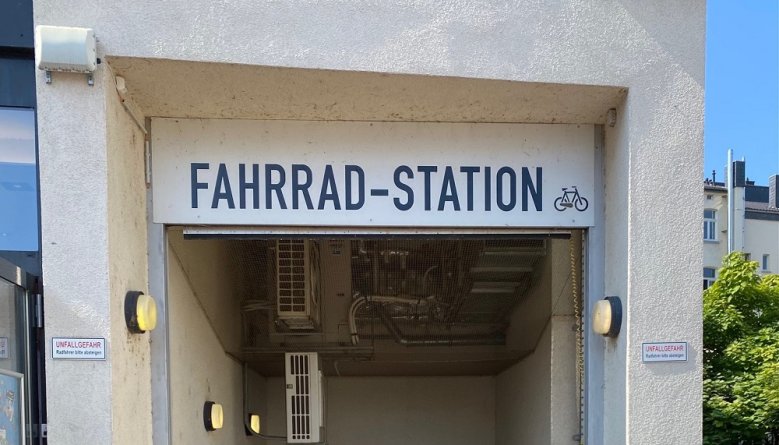 FAHRRAD-STATION
UNFALLGEFAHR
Radfahrer bitte absteigen
UNFALLGEFAHR
Radfahrer bitte absteigen